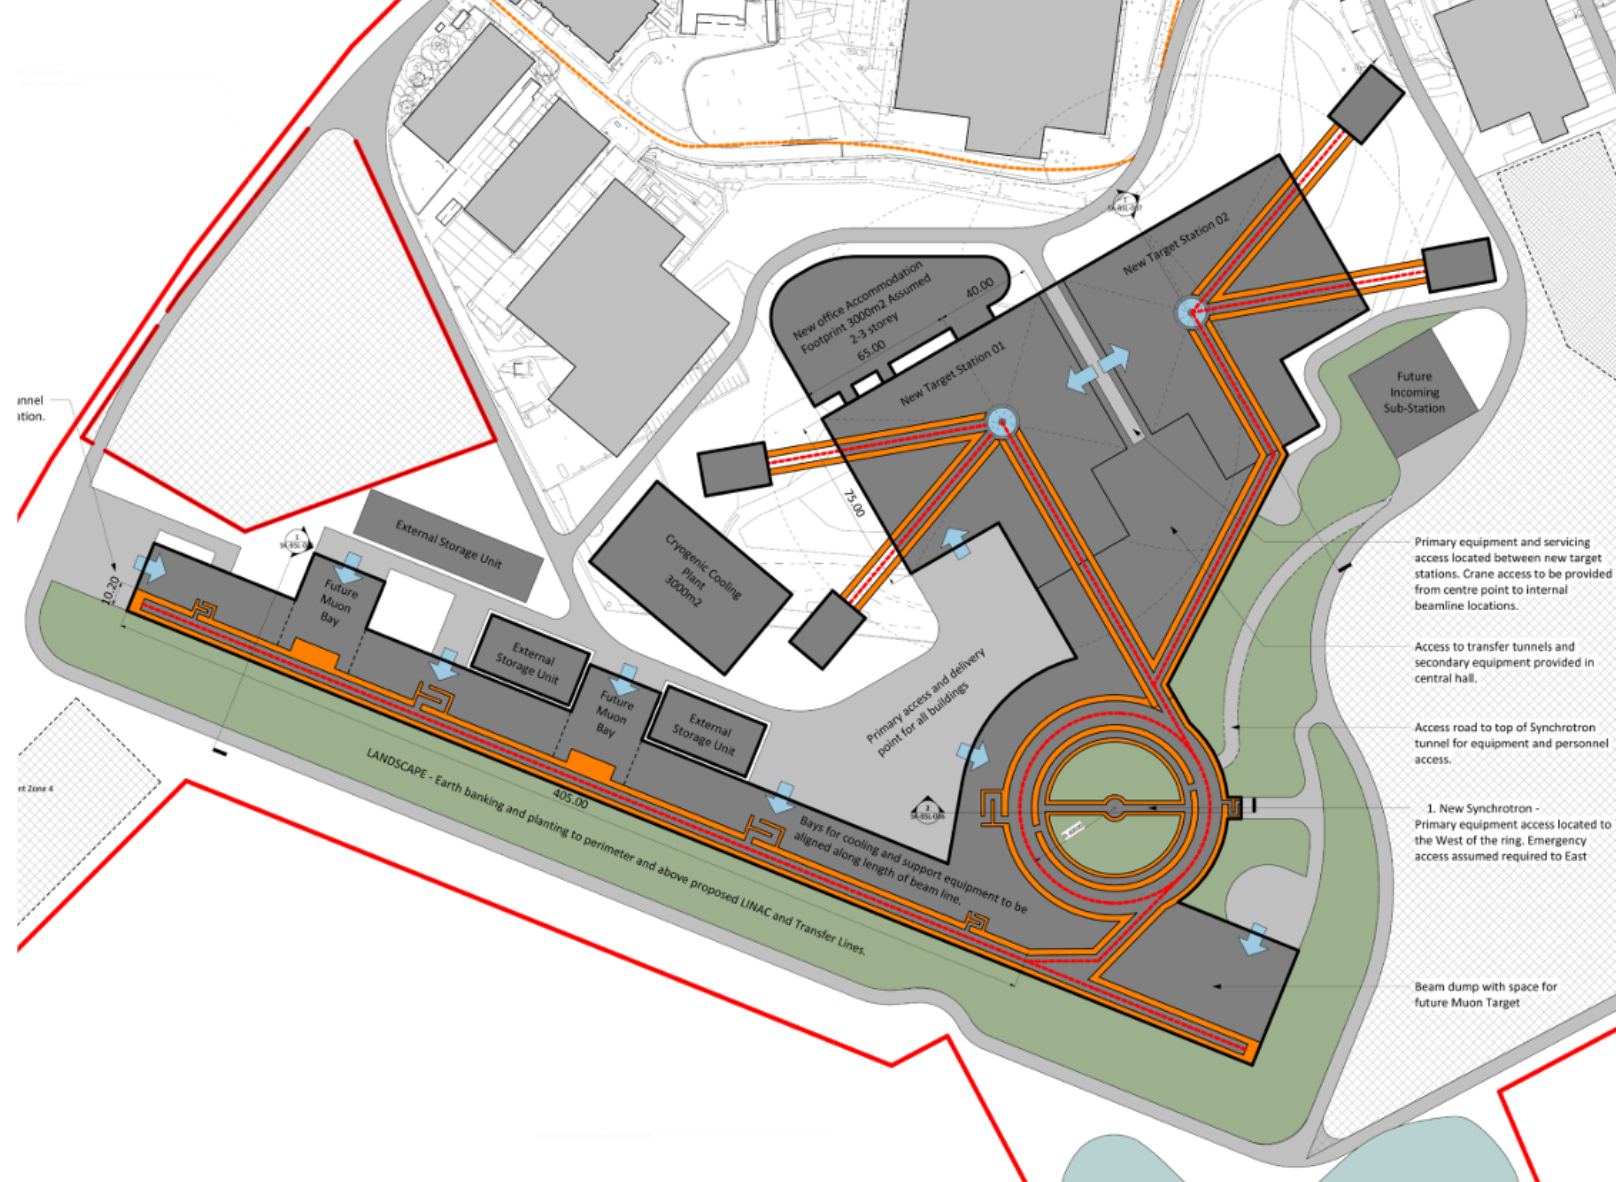 New Target Station 02
New office Accommodation
Footprint 3000m2 Assumed
2-3 storey
40.00
65.00
New Target Station 01
Future
Incoming
Sub-Station
75.00
External Storage Unit
Cryogenic Cooling
Plant
3000m2
10.20
Future
Muon
Bay
External
Storage Unit
Future
Muon
Bay
External
Storage Unit
Primary access and delivery
point for all buildings
LANDSCAPE - Earth banking and planting to perimeter and above proposed LINAC and Transfer Lines.
405.00
Bays for cooling and support equipment to be
aligned along length of beam line.
Primary equipment and servicing
access located between new target
stations. Crane access to be provided
from centre point to internal
beamline locations.
Access to transfer tunnels and
secondary equipment provided in
central hall.
Access road to top of Synchrotron
tunnel for equipment and personnel
access.
1. New Synchrotron -
Primary equipment access located to
the West of the ring. Emergency
access assumed required to East
Beam dump with space for
future Muon Target
unnel
ation.
nt Zone 4